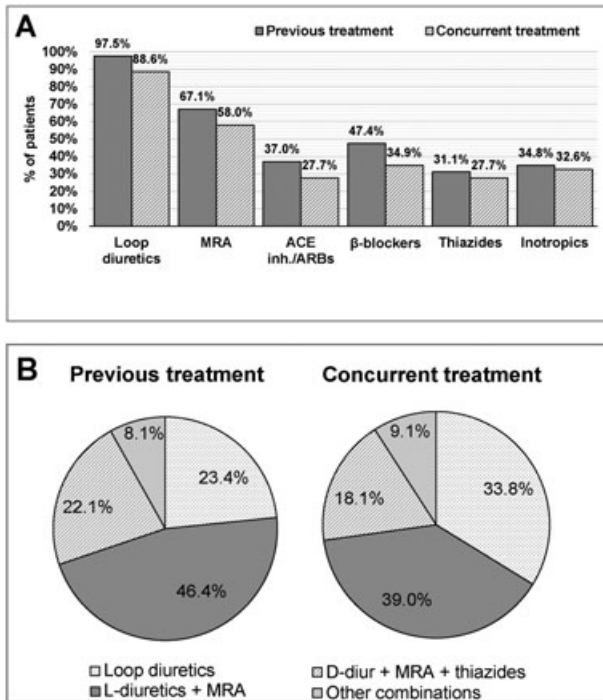 A
Previous treatment
Concurrent treatment
% of patients
100%
90%
80%
70%
60%
50%
40%
30%
20%
10%
0%
97.5%
88.6%
67.1%
58.0%
37.0%
27.7%
47.4%
34.9%
31.1%
27.7%
34.8%
32.6%
Loop diuretics
MRA
ACE inh./ARBs
β-blockers
Thiazides
Inotropics
B
Previous treatment
Concurrent treatment
8.1%
23.4%
22.1%
46.4%
9.1%
33.8%
18.1%
39.0%
Loop diuretics
D-diur + MRA + thiazides
L-diuretics + MRA
Other combinations